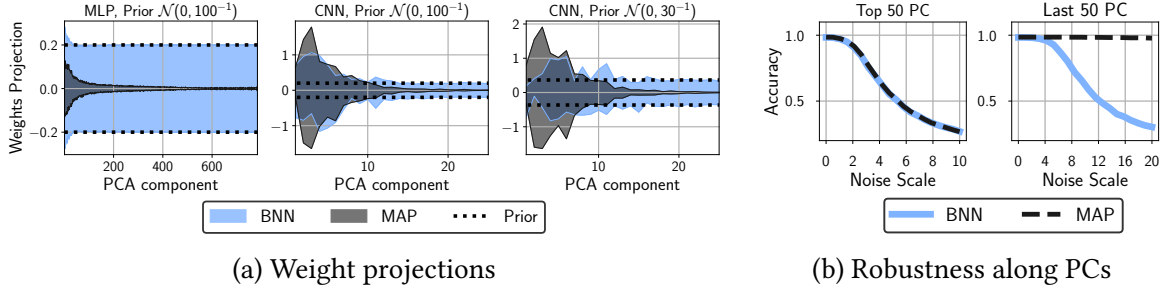 MLP, Prior N(0, 100⁻¹)
CNN, Prior N(0, 100⁻¹)
CNN, Prior N(0, 30⁻¹)
Top 50 PC
Last 50 PC
Weights Projection
0.2
0.0
−0.2
200 400 600
PCA component
1
0
−1
10 20
PCA component
2
1
0
−1
10 20
PCA component
Accuracy
1.0
0.5
0 2 4 6 8 10
Noise Scale
1.0
0.5
0 4 8 12 16 20
Noise Scale
BNN MAP Prior
BNN MAP
(a) Weight projections
(b) Robustness along PCs